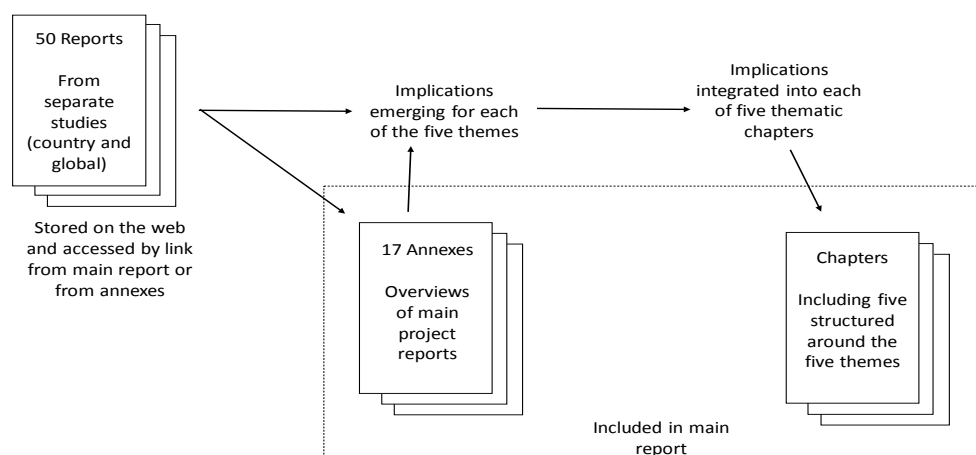 50 Reports
From
separate
studies
(country and
global)
Stored on the web
and accessed by link
from main report or
from annexes
Implications
emerging for each
of the five themes
Implications
integrated into each
of five thematic
chapters
17 Annexes
Overviews
of main
project
reports
Chapters
Including five
structured
around the
five themes
Included in main
report